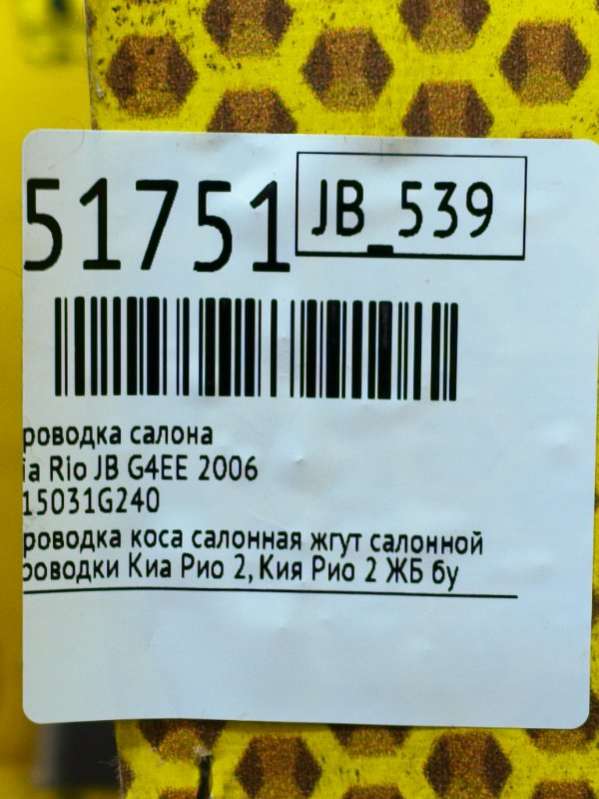 51751
JB_539
роводка салона
ia Rio JB G4EE 2006
15031G240
роводка коса салонная жгут салонной
роводки Киа Рио 2, Кия Рио 2 ЖБ бу